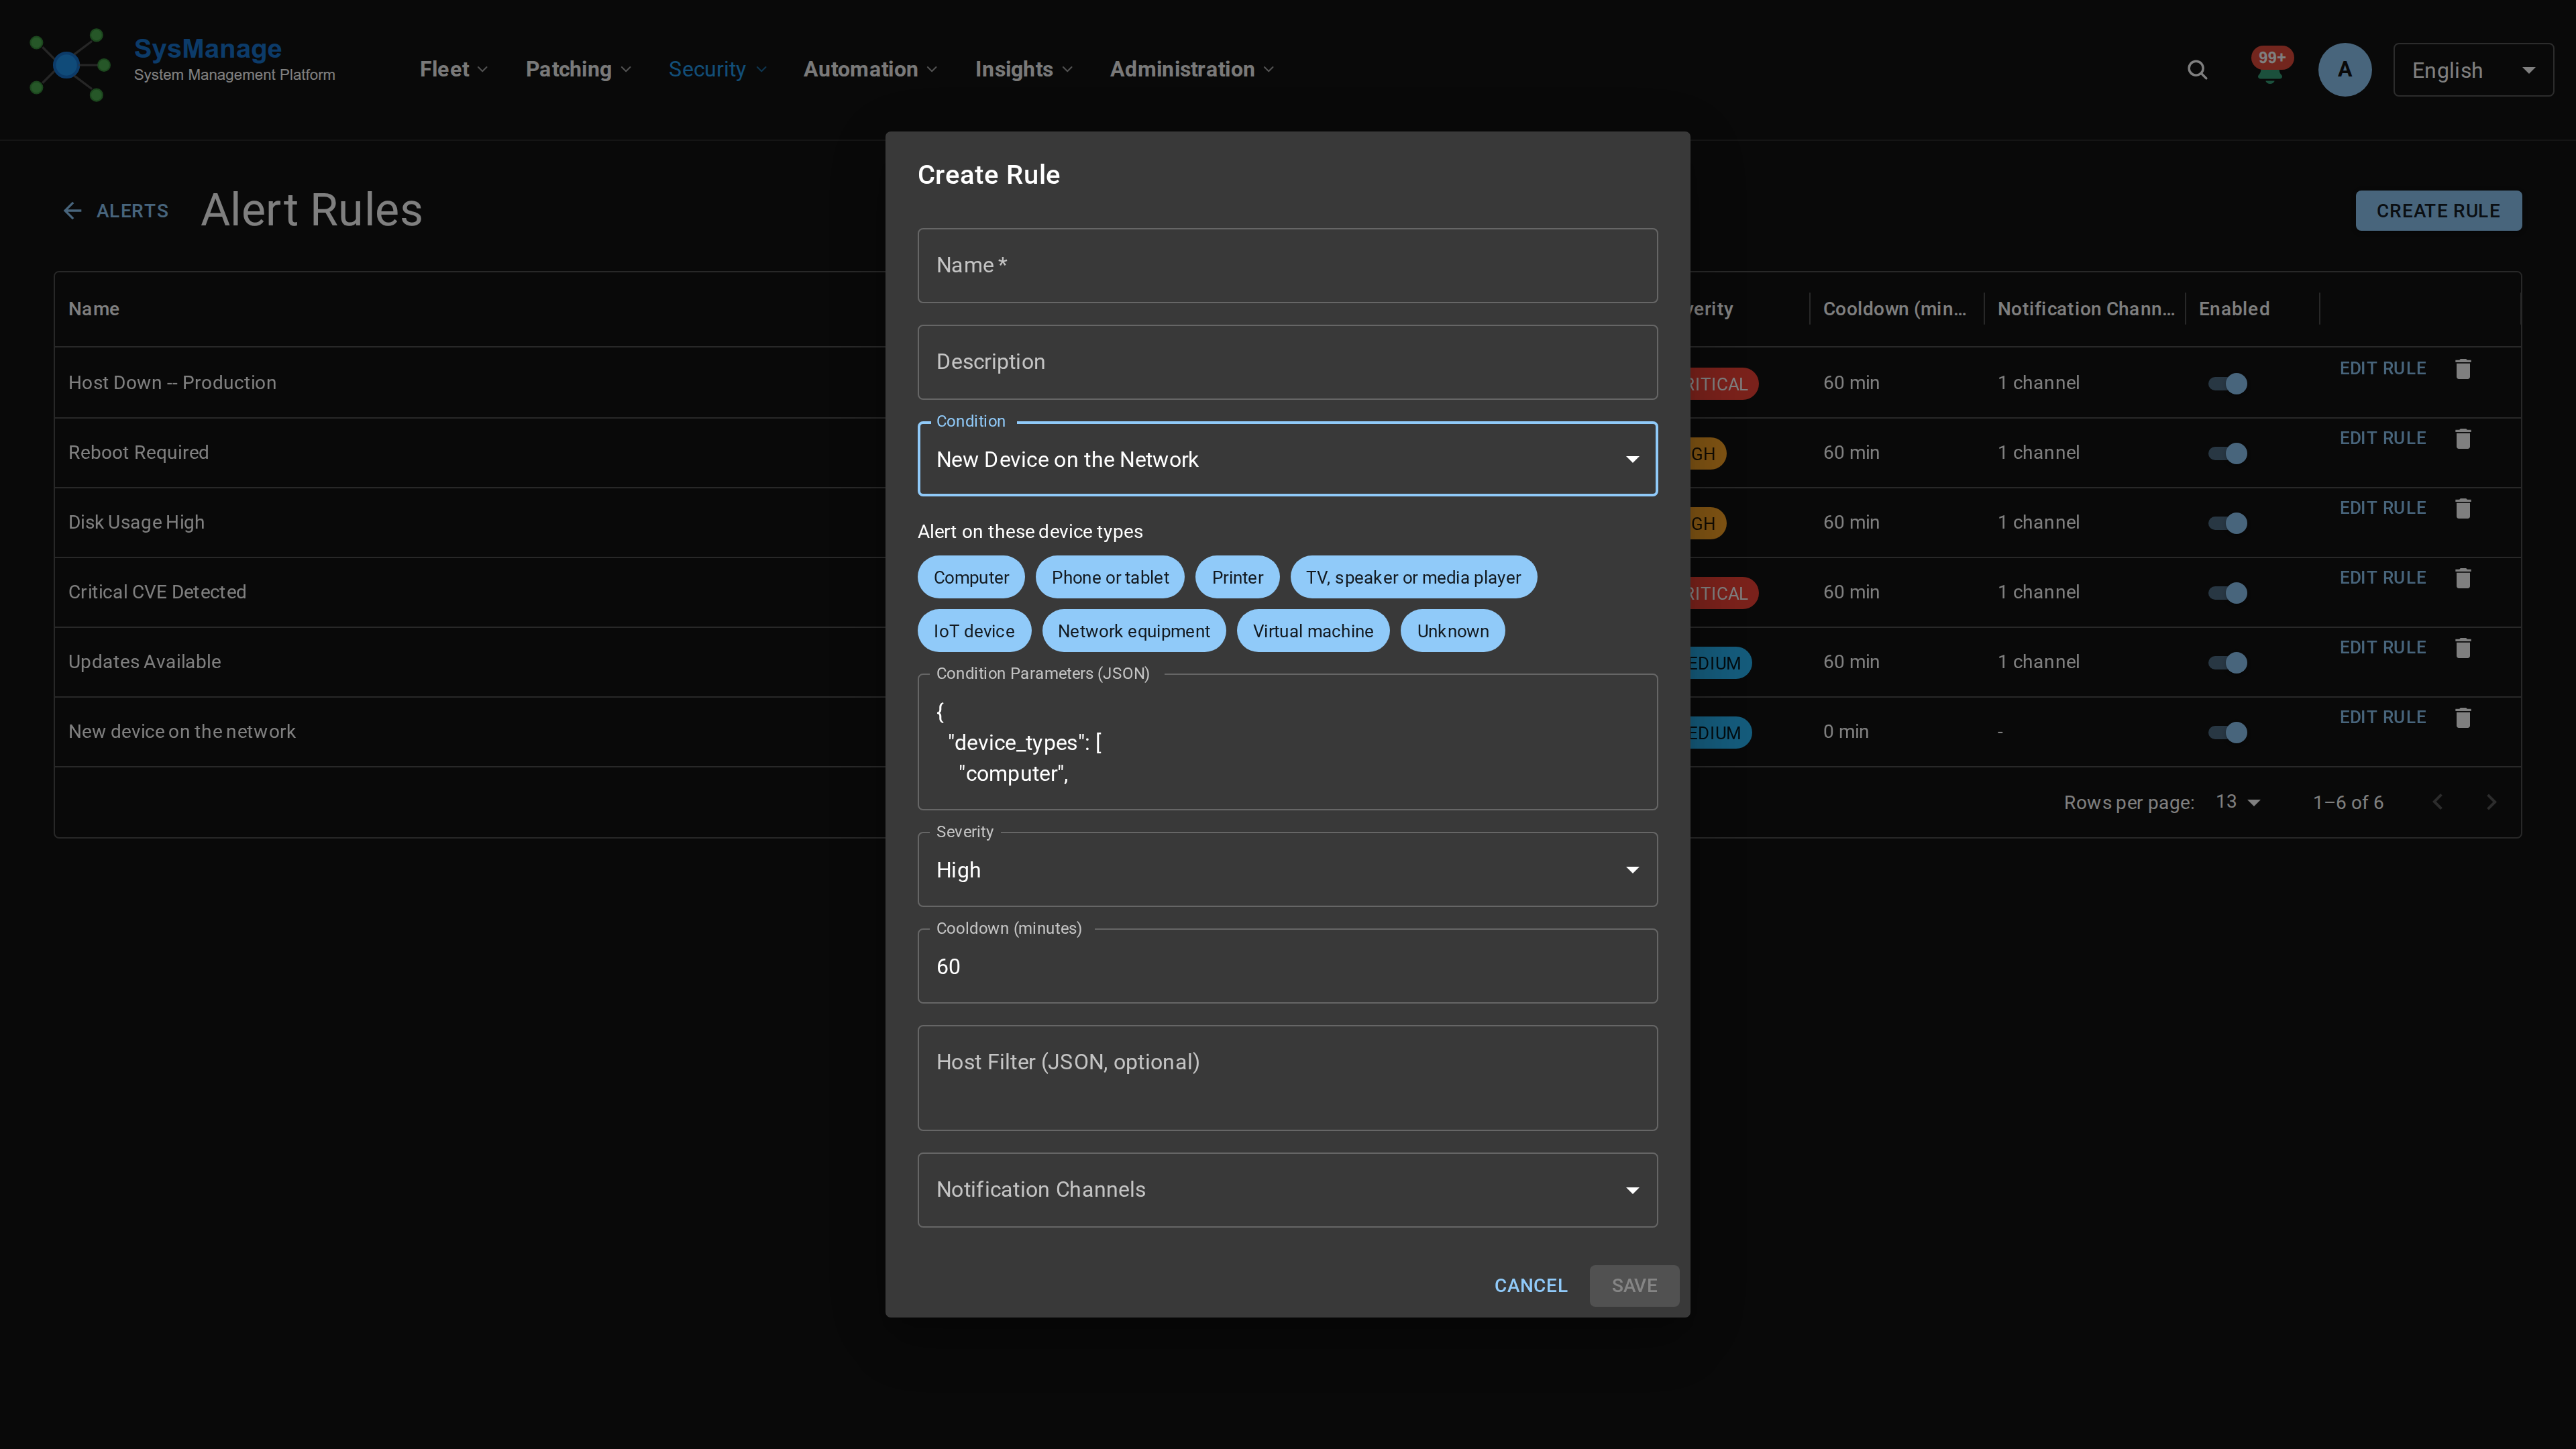 SysManage
System Management Platform
Fleet
Patching
Security
Automation
Insights
Administration
99+
A
English
ALERTS
Alert Rules
CREATE RULE
Name
Cooldown (min...
Notification Chann...
Enabled
Host Down -- Production
60 min
1 channel
EDIT RULE
Reboot Required
60 min
1 channel
EDIT RULE
Disk Usage High
60 min
1 channel
EDIT RULE
Critical CVE Detected
60 min
1 channel
EDIT RULE
Updates Available
60 min
1 channel
EDIT RULE
New device on the network
0 min
-
EDIT RULE
Rows per page: 13
1–6 of 6
Create Rule
Name *
Description
Condition
New Device on the Network
Alert on these device types
Computer
Phone or tablet
Printer
TV, speaker or media player
IoT device
Network equipment
Virtual machine
Unknown
Condition Parameters (JSON)
{
"device_types": [
"computer",
Severity
High
Cooldown (minutes)
60
Host Filter (JSON, optional)
Notification Channels
CANCEL
SAVE